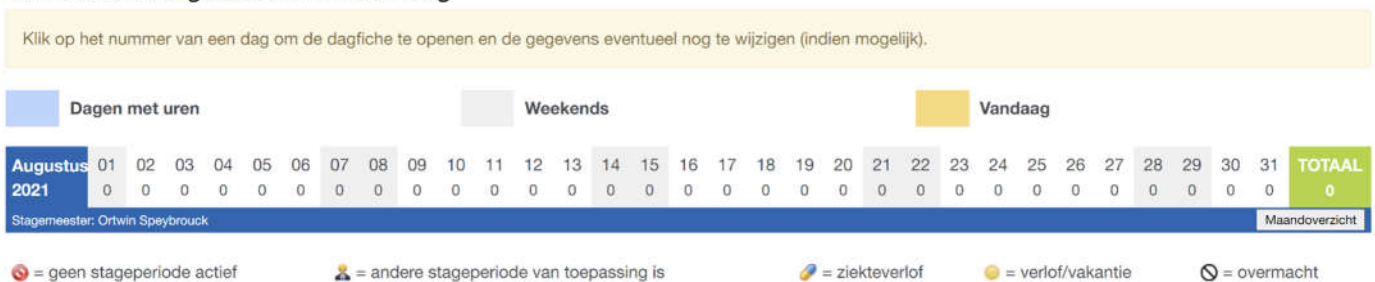 Klik op het nummer van een dag om de dagfiche te openen en de gegevens eventueel nog te wijzigen (indien mogelijk).
Dagen met uren Weekends Vandaag
Augustus 01 02 03 04 05 06 07 08 09 10 11 12 13 14 15 16 17 18 19 20 21 22 23 24 25 26 27 28 29 30 31 TOTAAL
2021 0 0 0 0 0 0 0 0 0 0 0 0 0 0 0 0 0 0 0 0 0 0 0 0 0 0 0 0 0 0 0 0
Stagemeester: Ortwin Speybrouck Maandoverzicht
= geen stageperiode actief = andere stageperiode van toepassing is = ziekteverlof = verlof/vakantie = overmacht